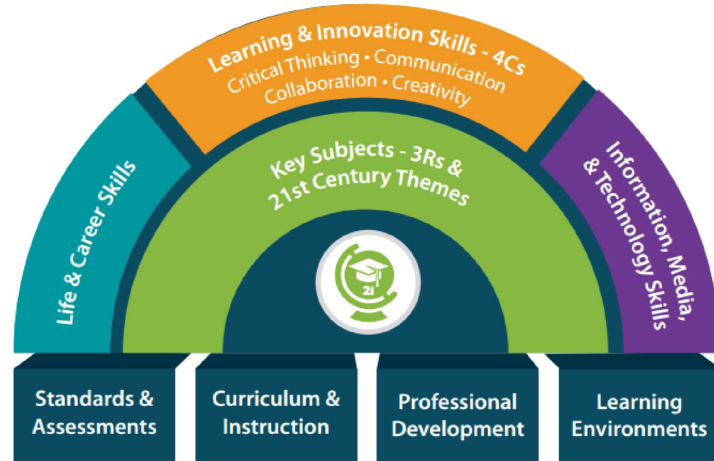 Learning & Innovation Skills - 4Cs
Critical Thinking • Communication
Collaboration • Creativity
Life & Career Skills
Key Subjects - 3Rs &
21st Century Themes
Information, Media,
& Technology Skills
21
Standards &
Assessments
Curriculum &
Instruction
Professional
Development
Learning
Environments